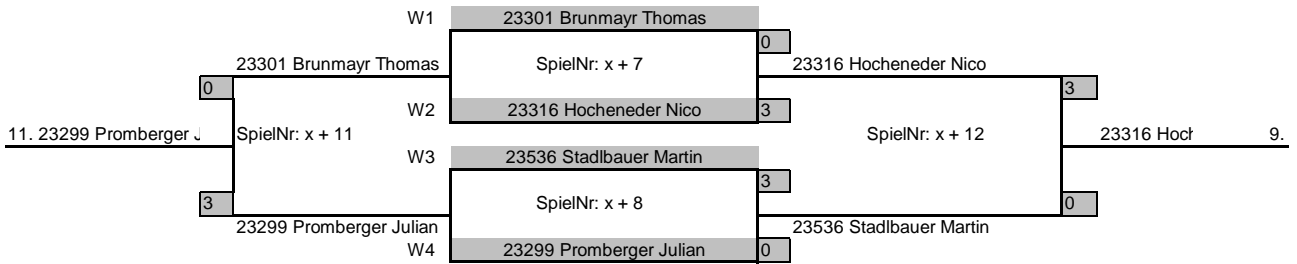 W1 23301 Brunmayr Thomas
0
23301 Brunmayr Thomas SpielNr: x + 7 23316 Hocheneder Nico
0 3
W2 23316 Hocheneder Nico 3
11. 23299 Promberger J SpielNr: x + 11 SpielNr: x + 12 23316 Hoch 9.
W3 23536 Stadlbauer Martin
3
3 SpielNr: x + 8 0
23299 Promberger Julian 23536 Stadlbauer Martin
W4 23299 Promberger Julian 0